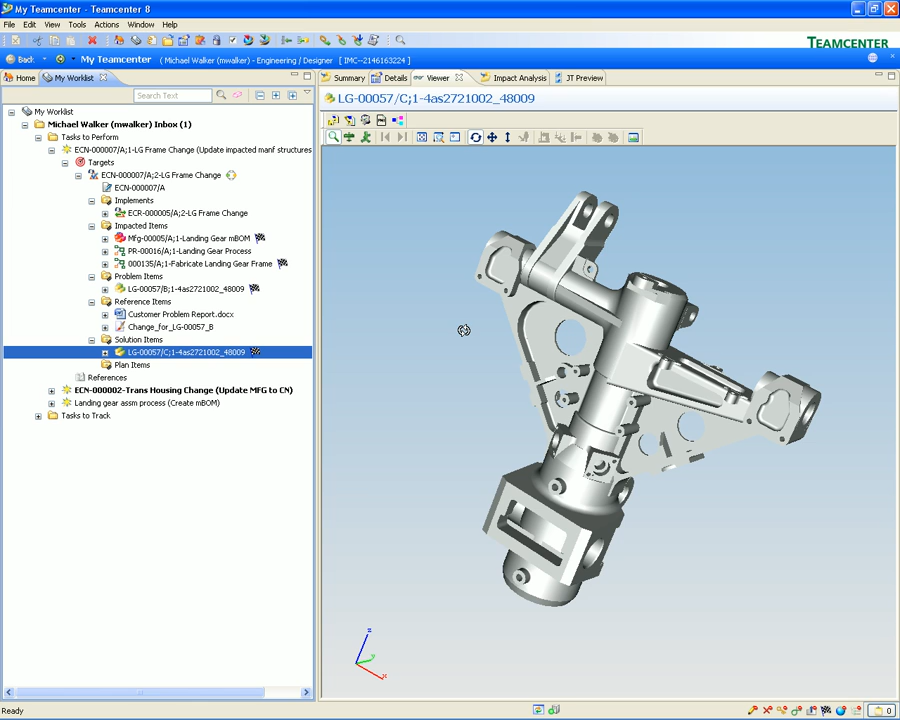 My Teamcenter - Teamcenter 8
File Edit View Tools Actions Window Help
TEAMCENTER
Back My Teamcenter ( Michael Walker (mwalker) - Engineering / Designer [ IMC--2146163224 ] )
Home My Worklist
Summary Details Viewer Impact Analysis JT Preview
Search Text
LG-00057/C;1-4as2721002_48009
My Worklist
Michael Walker (mwalker) Inbox (1)
Tasks to Perform
ECN-000007/A;1-LG Frame Change (Update impacted manf structures
Targets
ECN-000007/A;2-LG Frame Change
ECN-000007/A
Implements
ECR-000005/A;2-LG Frame Change
Impacted Items
Mfg-00005/A;1-Landing Gear mBOM
PR-00016/A;1-Landing Gear Process
000135/A;1-Fabricate Landing Gear Frame
Problem Items
LG-00057/B;1-4as2721002_48009
Reference Items
Customer Problem Report.docx
Change_for_LG-00057_B
Solution Items
LG-00057/C;1-4as2721002_48009
Plan Items
References
ECN-000002-Trans Housing Change (Update MFG to CN)
Landing gear assm process (Create mBOM)
Tasks to Track
z
y
x
Ready
0